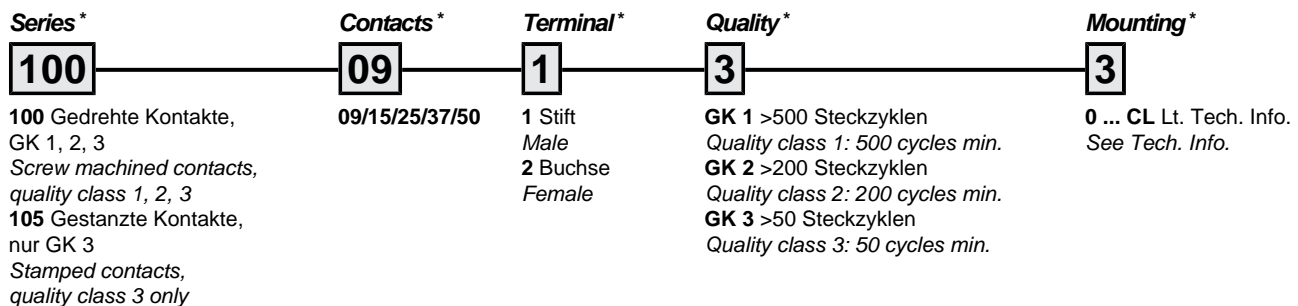 Series * Contacts * Terminal * Quality * Mounting *
100 09 1 3 3
100 Gedrehte Kontakte,
GK 1, 2, 3
Screw machined contacts,
quality class 1, 2, 3
105 Gestanzte Kontakte,
nur GK 3
Stamped contacts,
quality class 3 only
09/15/25/37/50
1 Stift
Male
2 Buchse
Female
GK 1 >500 Steckzyklen
Quality class 1: 500 cycles min.
GK 2 >200 Steckzyklen
Quality class 2: 200 cycles min.
GK 3 >50 Steckzyklen
Quality class 3: 50 cycles min.
0 ... CL Lt. Tech. Info.
See Tech. Info.